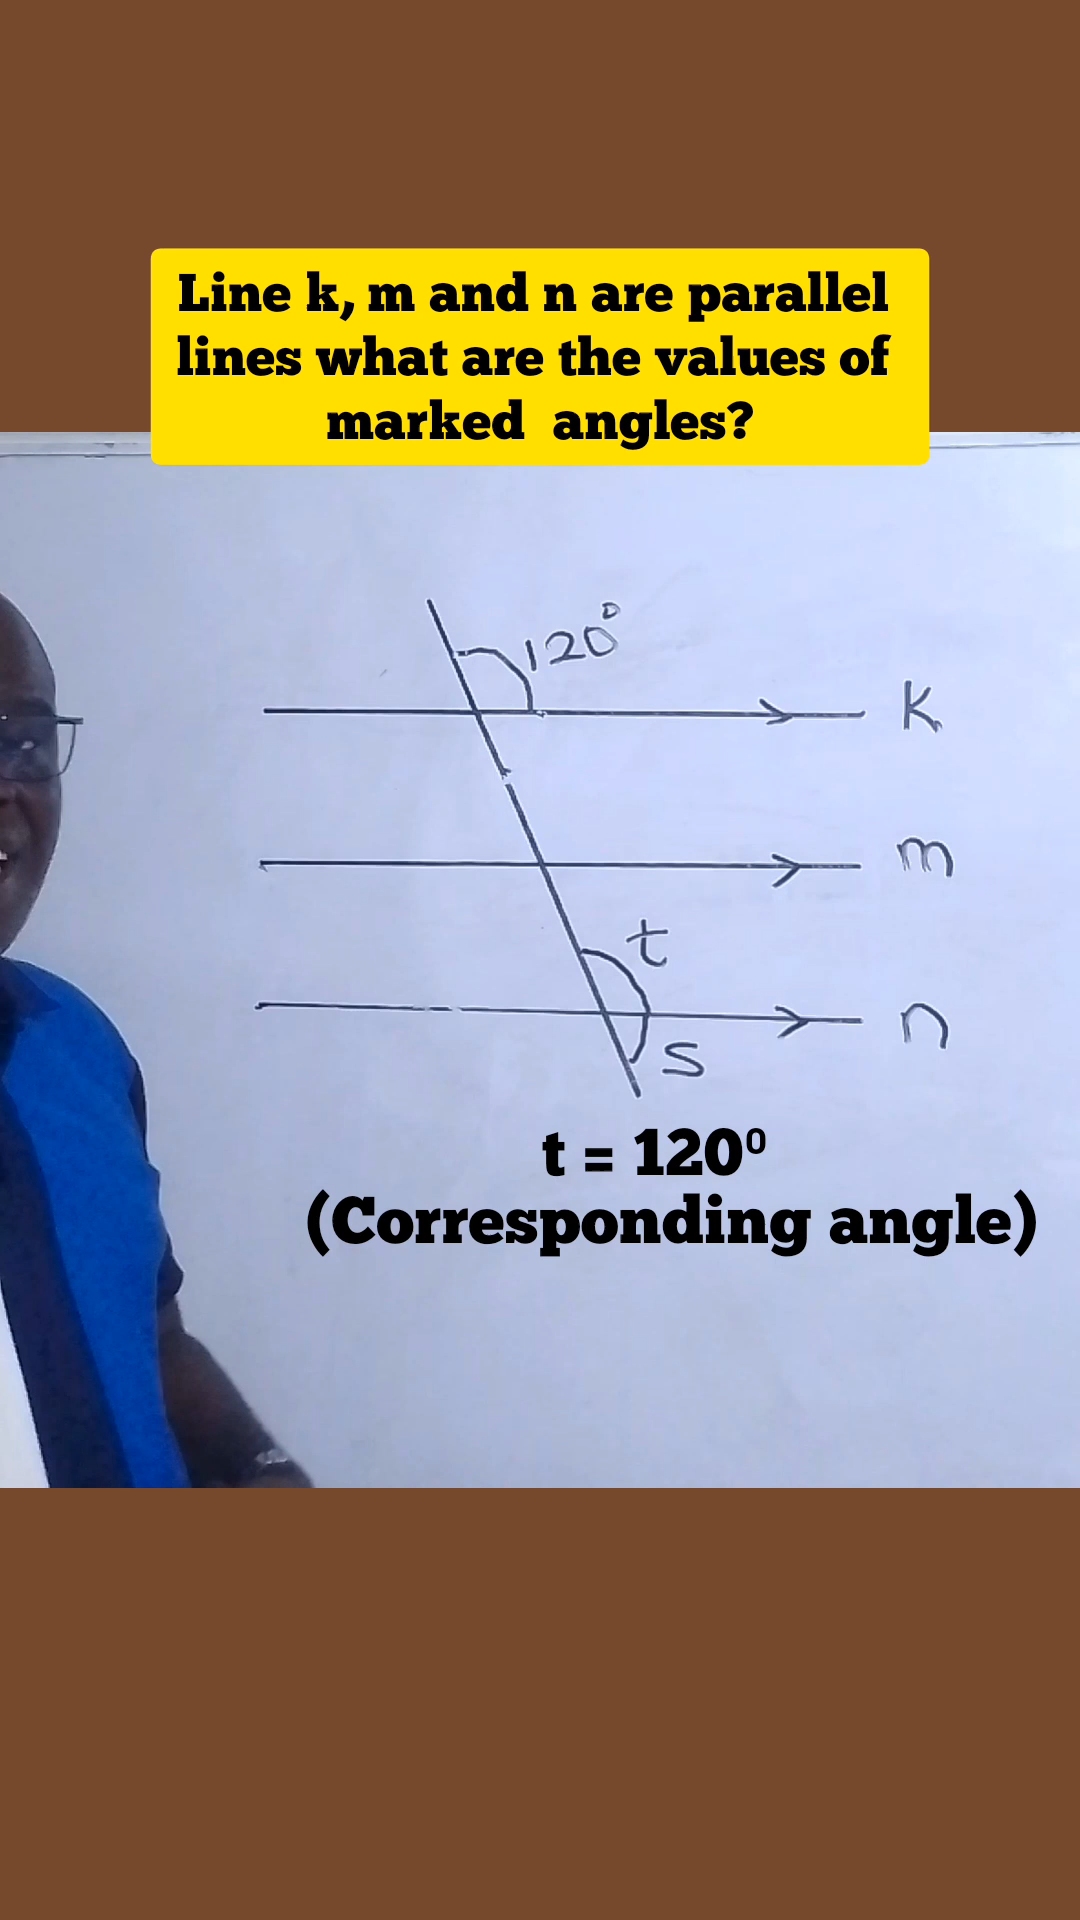 Line k, m and n are parallel
lines what are the values of
marked angles?
120°
K
m
t
n
s
t = 120⁰
(Corresponding angle)